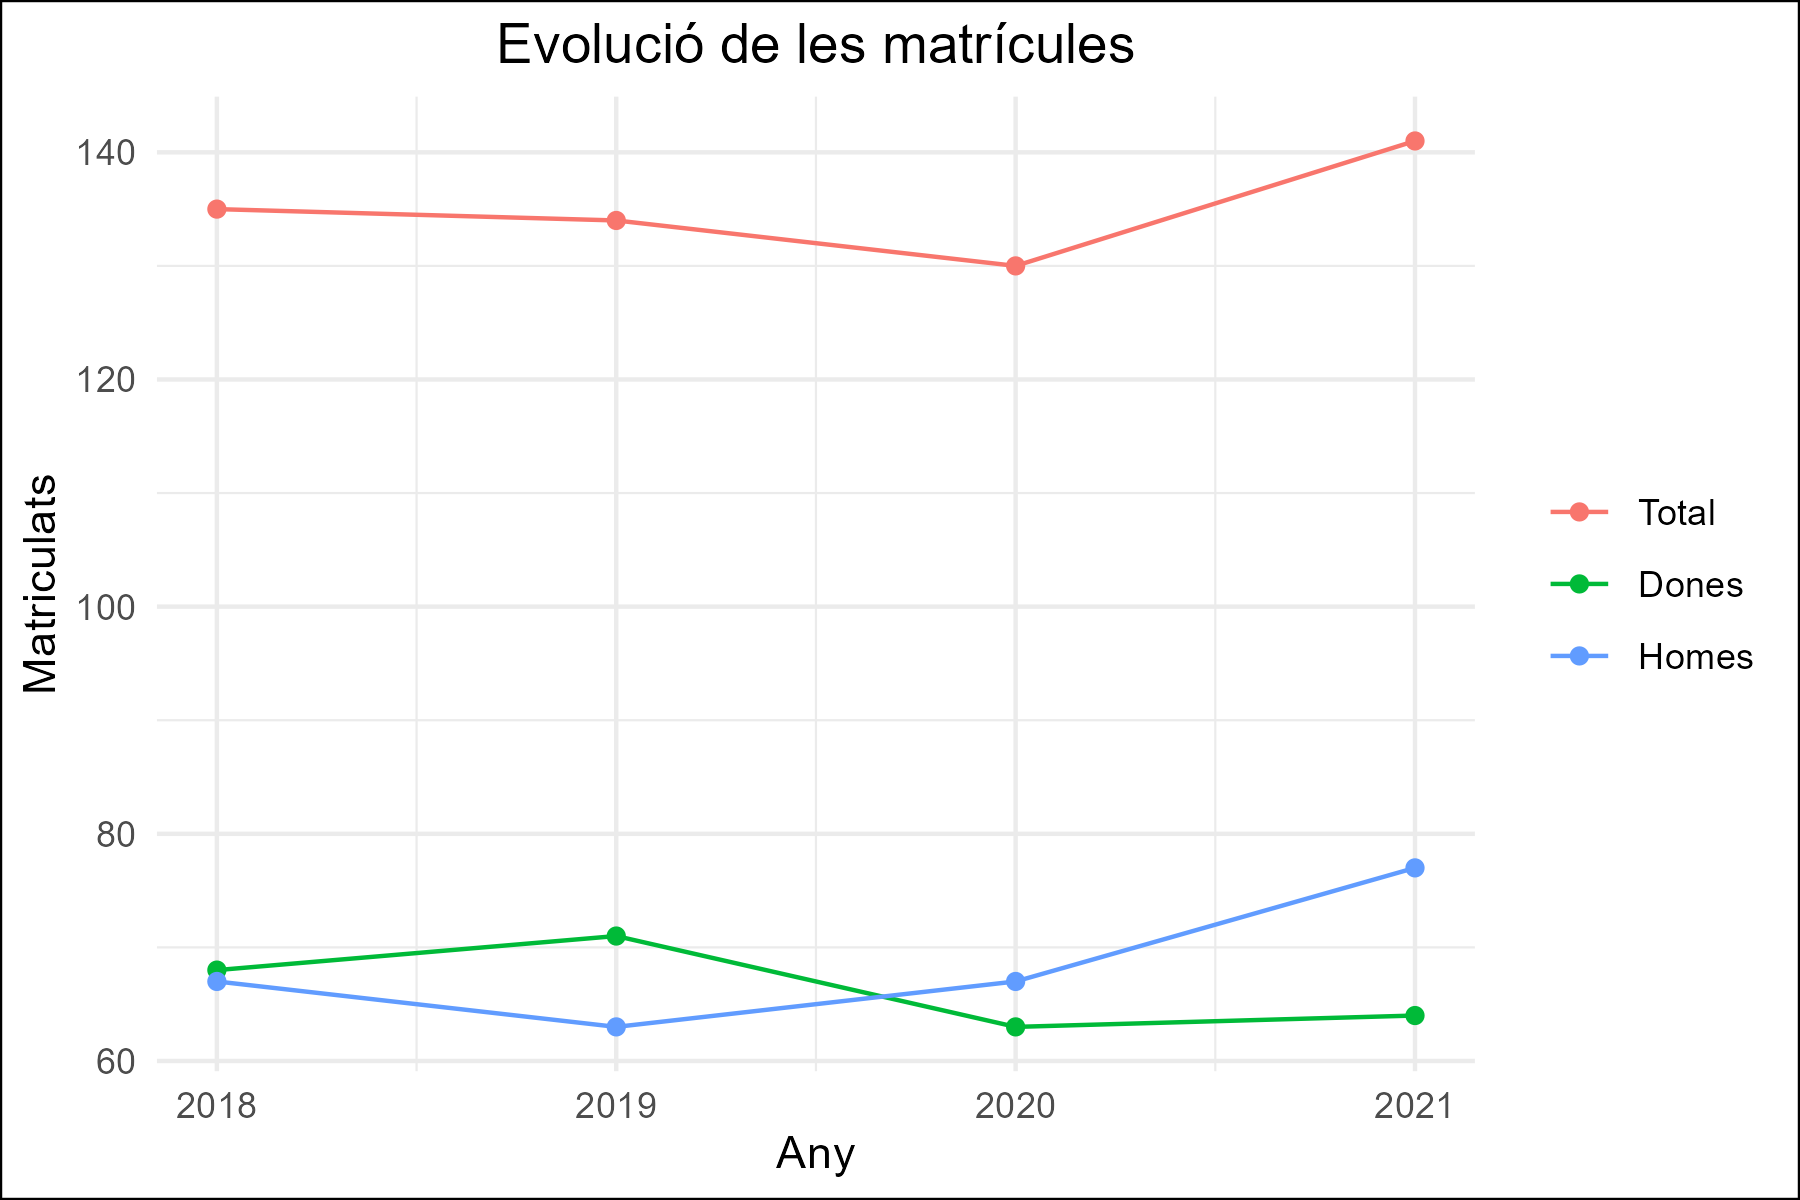 Evolució de les matrícules
Matriculats
140
120
100
80
60
2018
2019
2020
2021
Any
Total
Dones
Homes